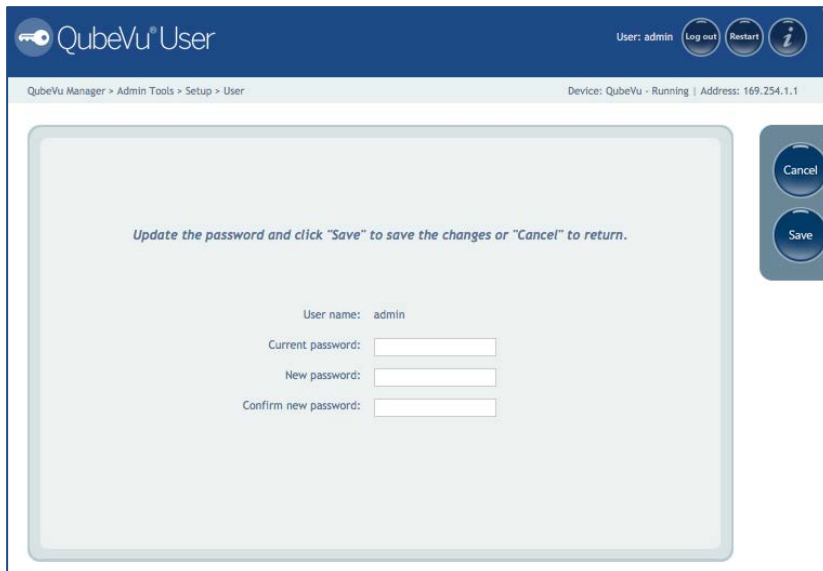 QubeVu® User
User: admin
Log out
Restart
i
QubeVu Manager > Admin Tools > Setup > User
Device: QubeVu - Running | Address: 169.254.1.1
Cancel
Save
Update the password and click "Save" to save the changes or "Cancel" to return.
User name: admin
Current password:
New password:
Confirm new password: